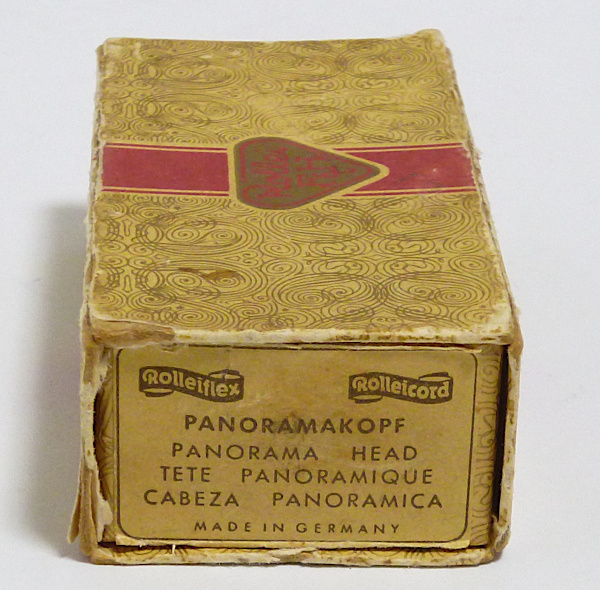 Rolleiflex Rolleicord
PANORAMAKOPF
PANORAMA HEAD
TETE PANORAMIQUE
CABEZA PANORAMICA
MADE IN GERMANY